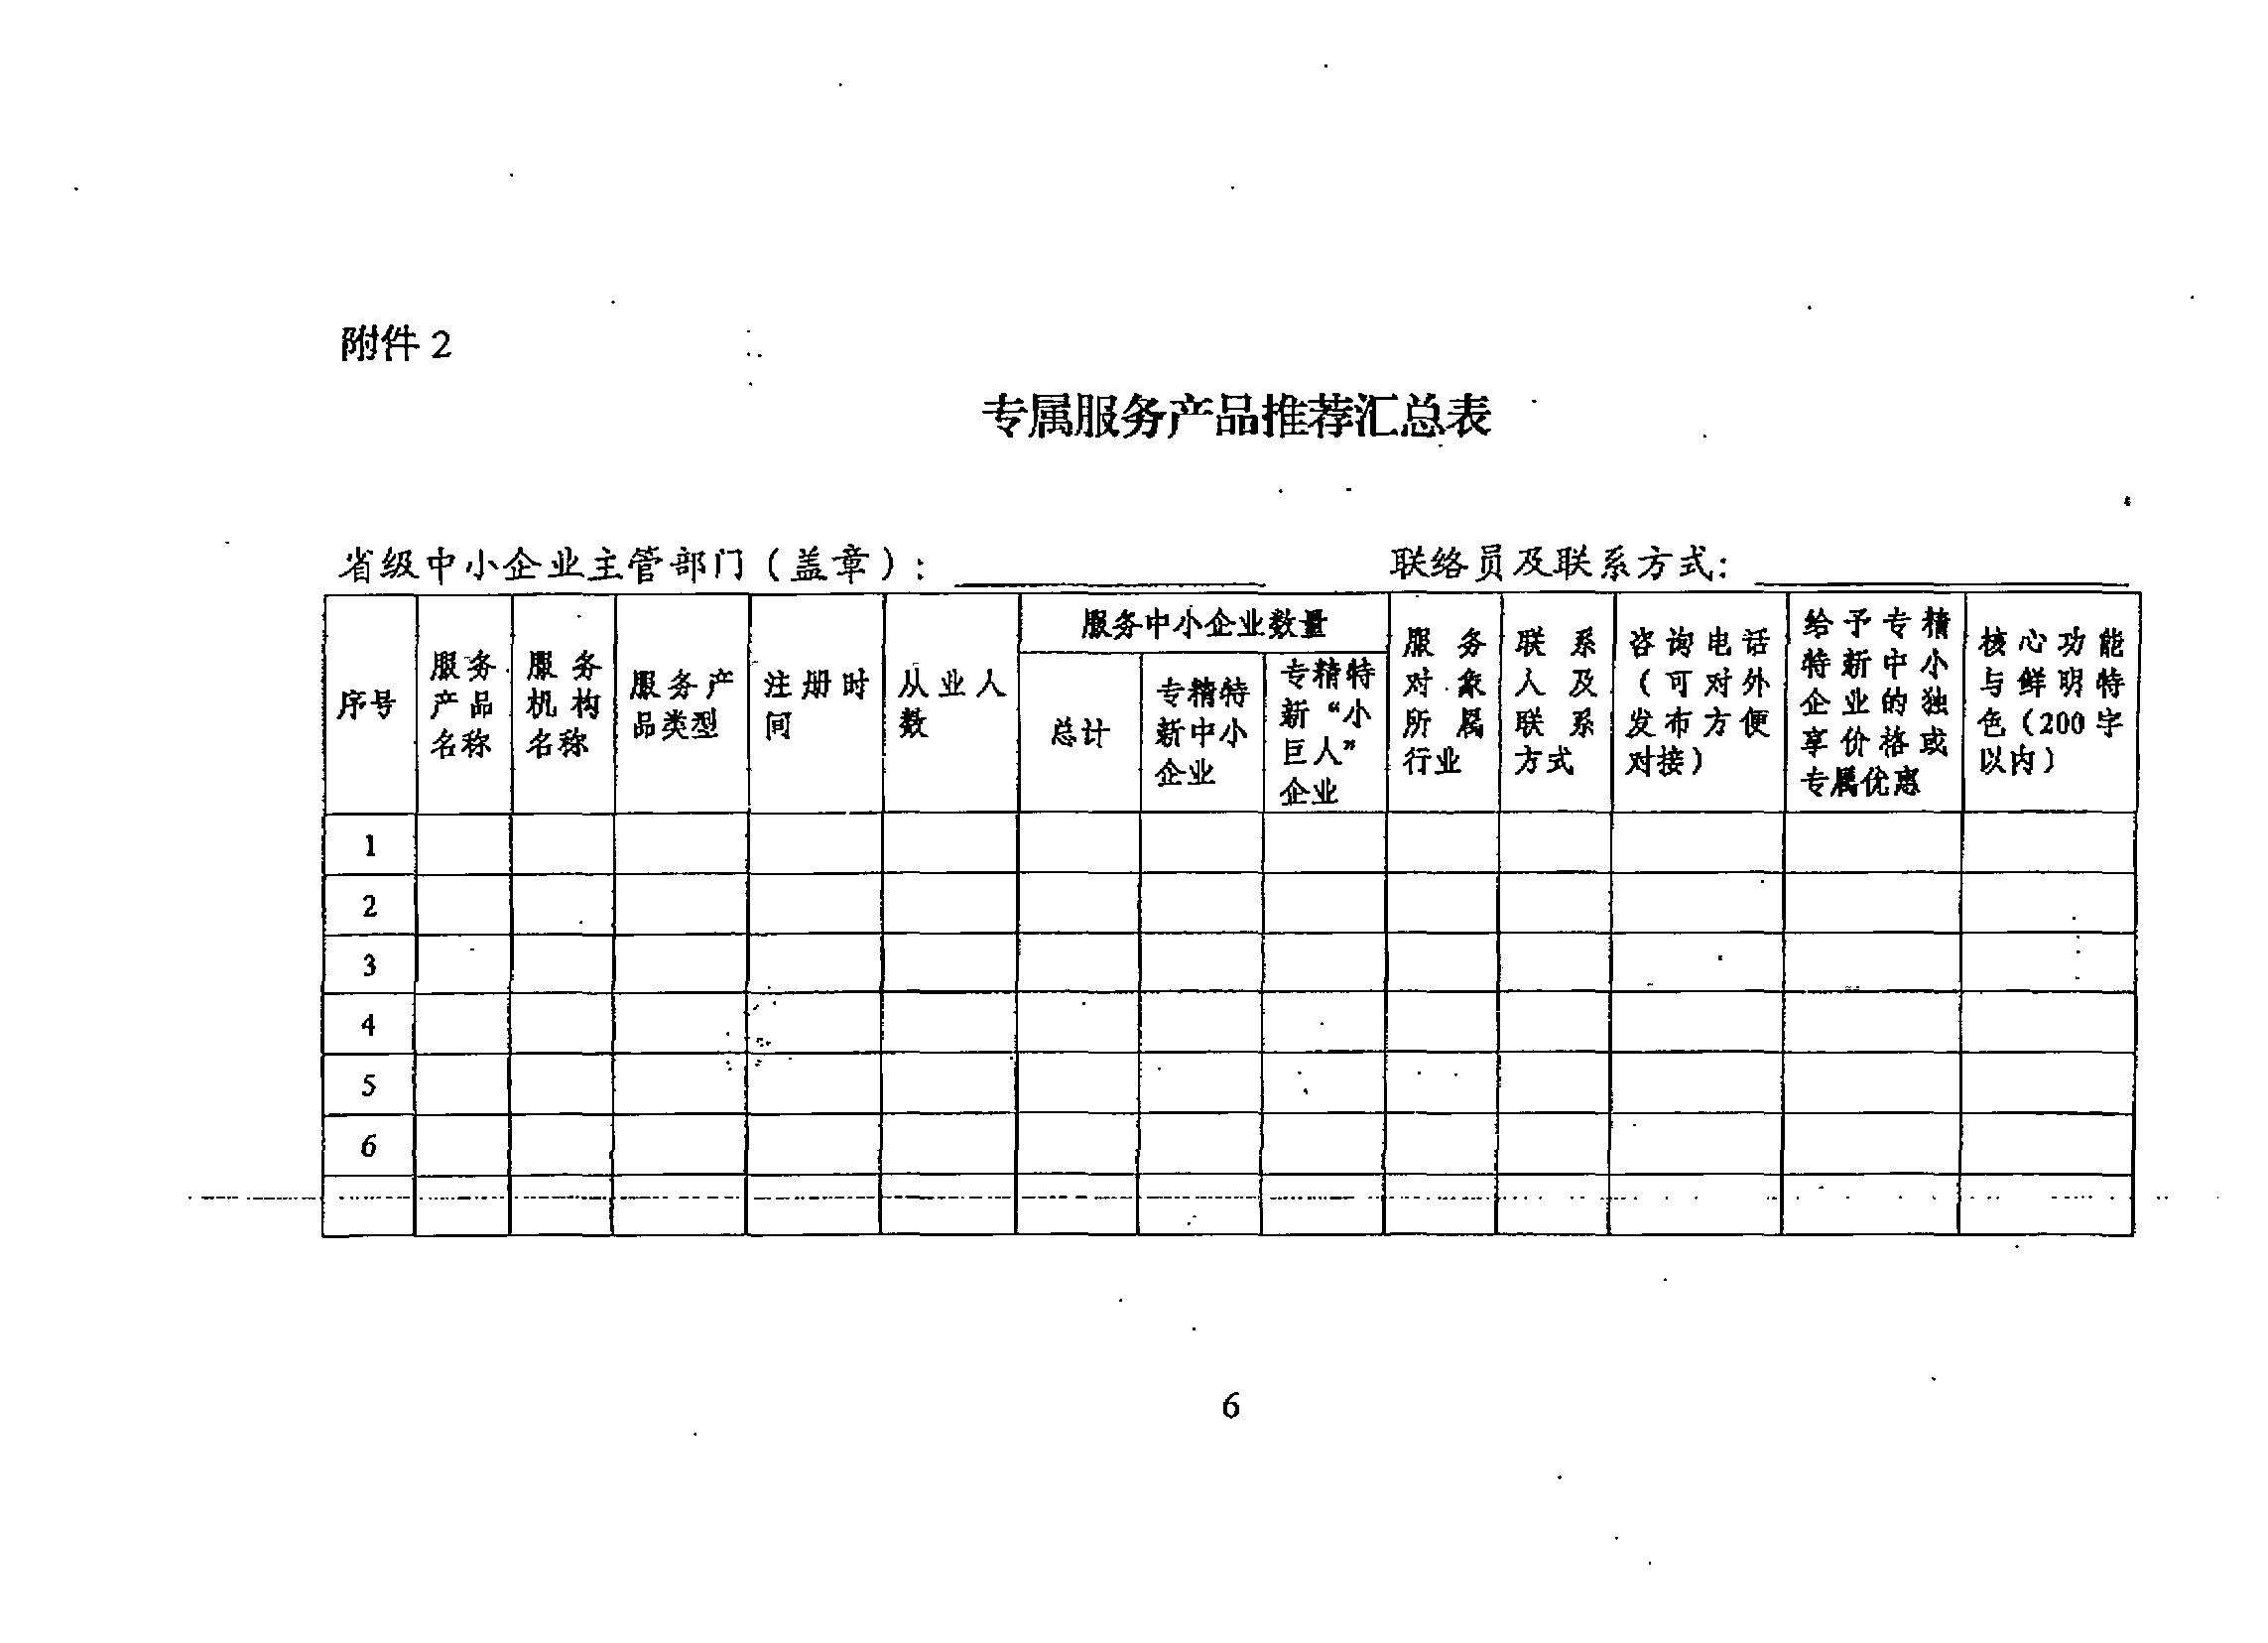 附件 2
专属服务产品推荐汇总表
省级中小企业主管部门（盖章）：
联络员及联系方式：
序号
服务
产品
名称
服务
机构
名称
服务产
品类型
注册时
间
从业人
数
服务中小企业数量
总计
专精特
新中小
企业
专精特
新“小
巨人”
企业
服务
对象
所属
行业
联系
人及
联系
方式
咨询电话
（可对外
发布方便
对接）
给予专精
特新中小
企业的独
享价格或
专属优惠
核心功能
与鲜明特
色（200字
以内）
1
2
3
4
5
6
6